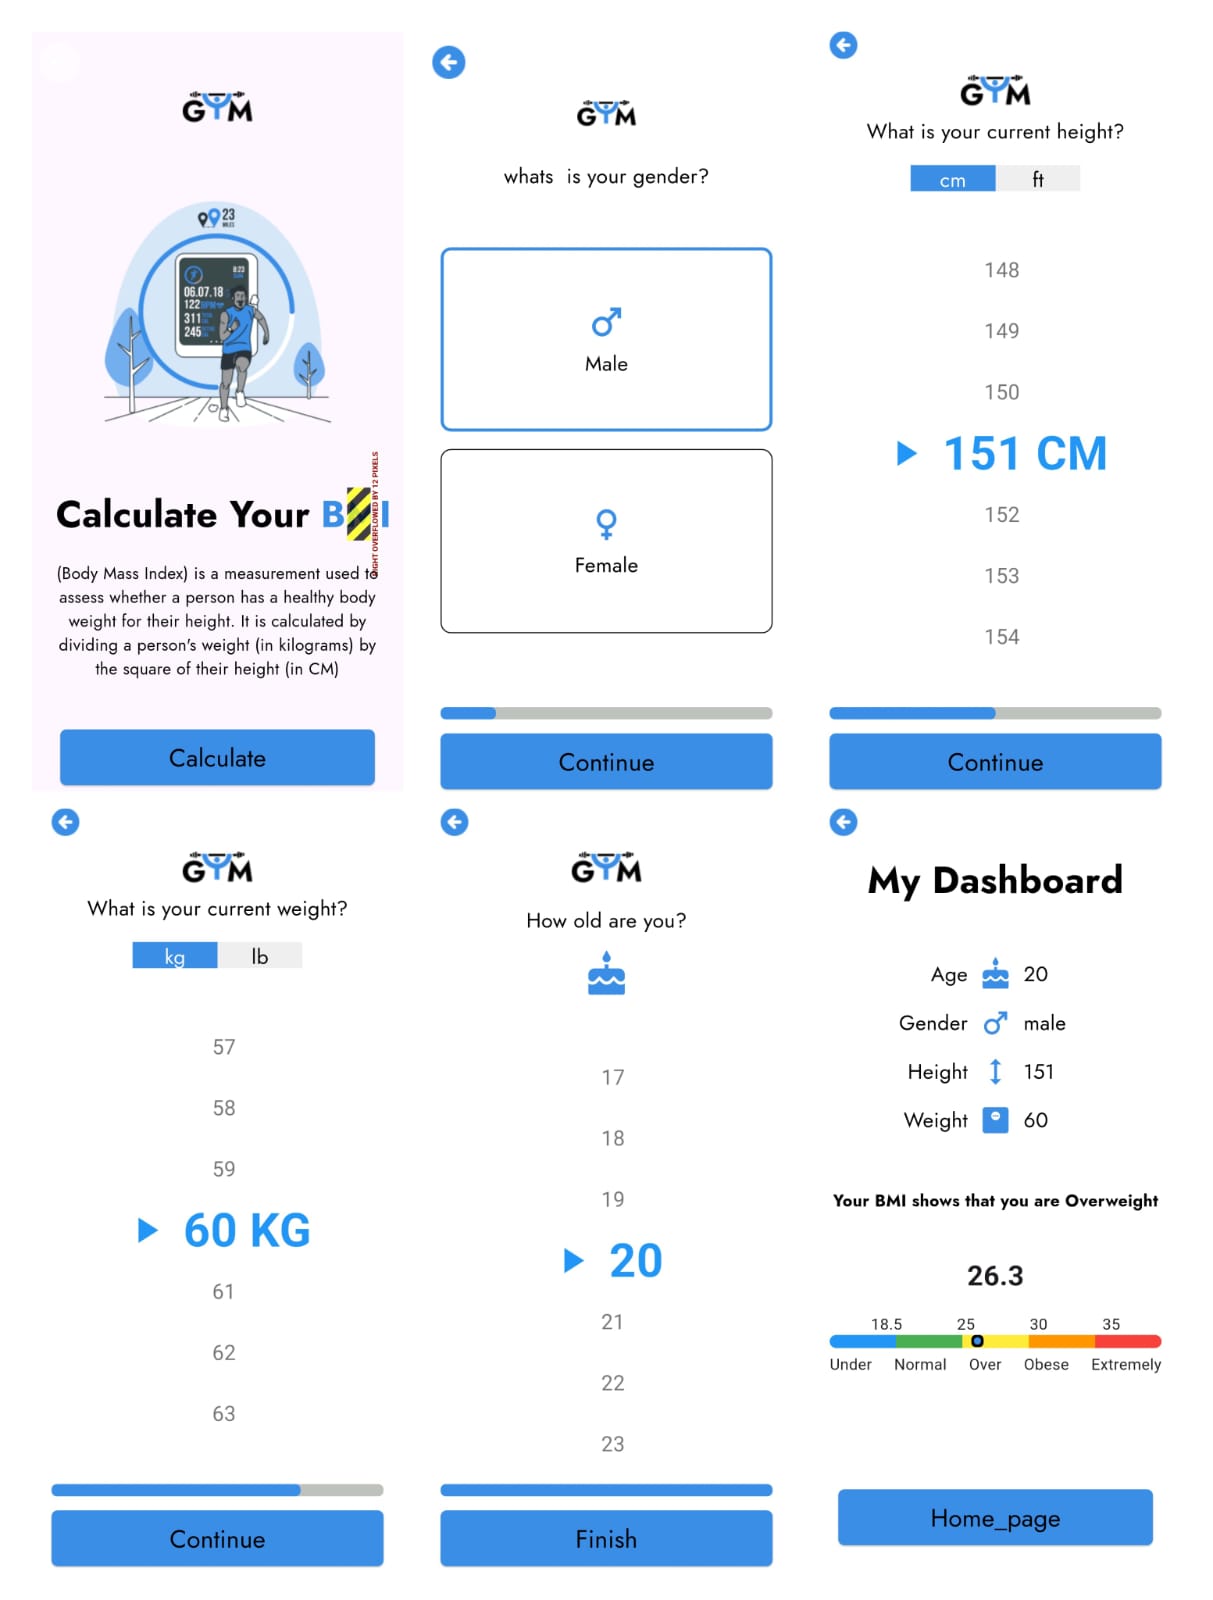 GYM
23
MILES
8:23
06.07.18
122 BPM
311
245
Calculate Your B I
RIGHT OVERFLOWED BY 12 PIXELS
(Body Mass Index) is a measurement used to
assess whether a person has a healthy body
weight for their height. It is calculated by
dividing a person's weight (in kilograms) by
the square of their height (in CM)
Calculate
GYM
whats  is your gender?
Male
Female
Continue
GYM
What is your current height?
cm ft
148
149
150
151 CM
152
153
154
Continue
GYM
What is your current weight?
kg lb
57
58
59
60 KG
61
62
63
Continue
GYM
How old are you?
17
18
19
20
21
22
23
Finish
My Dashboard
Age 20
Gender male
Height 151
Weight 60
Your BMI shows that you are Overweight
26.3
18.5 25 30 35
Under Normal Over Obese Extremely
Home_page